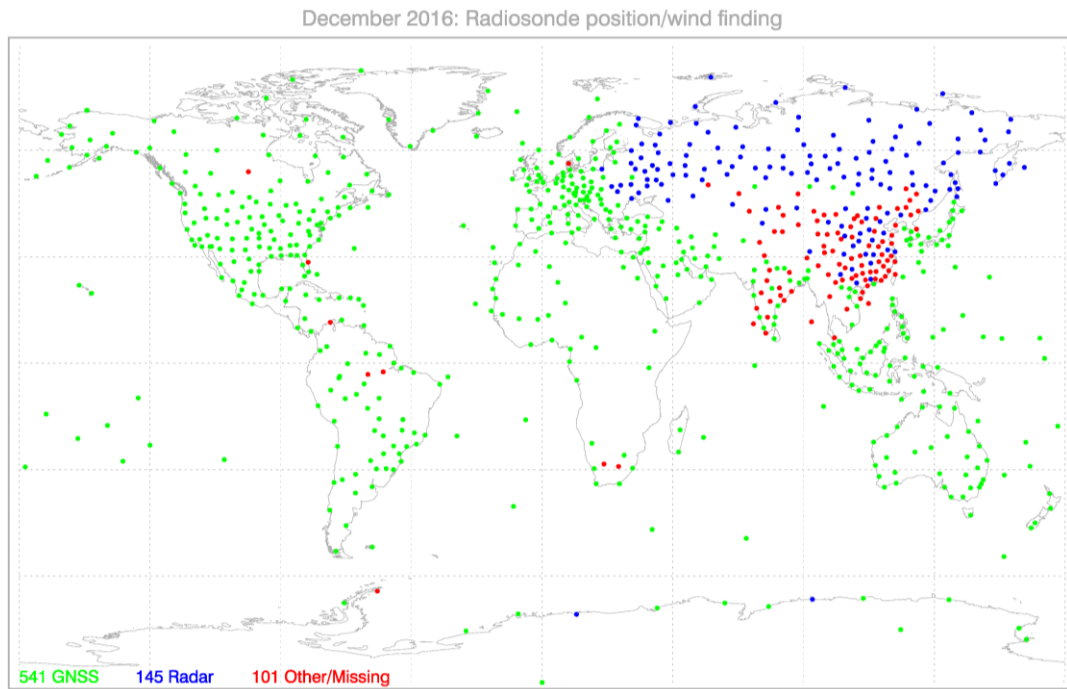 December 2016: Radiosonde position/wind finding
541 GNSS 145 Radar 101 Other/Missing